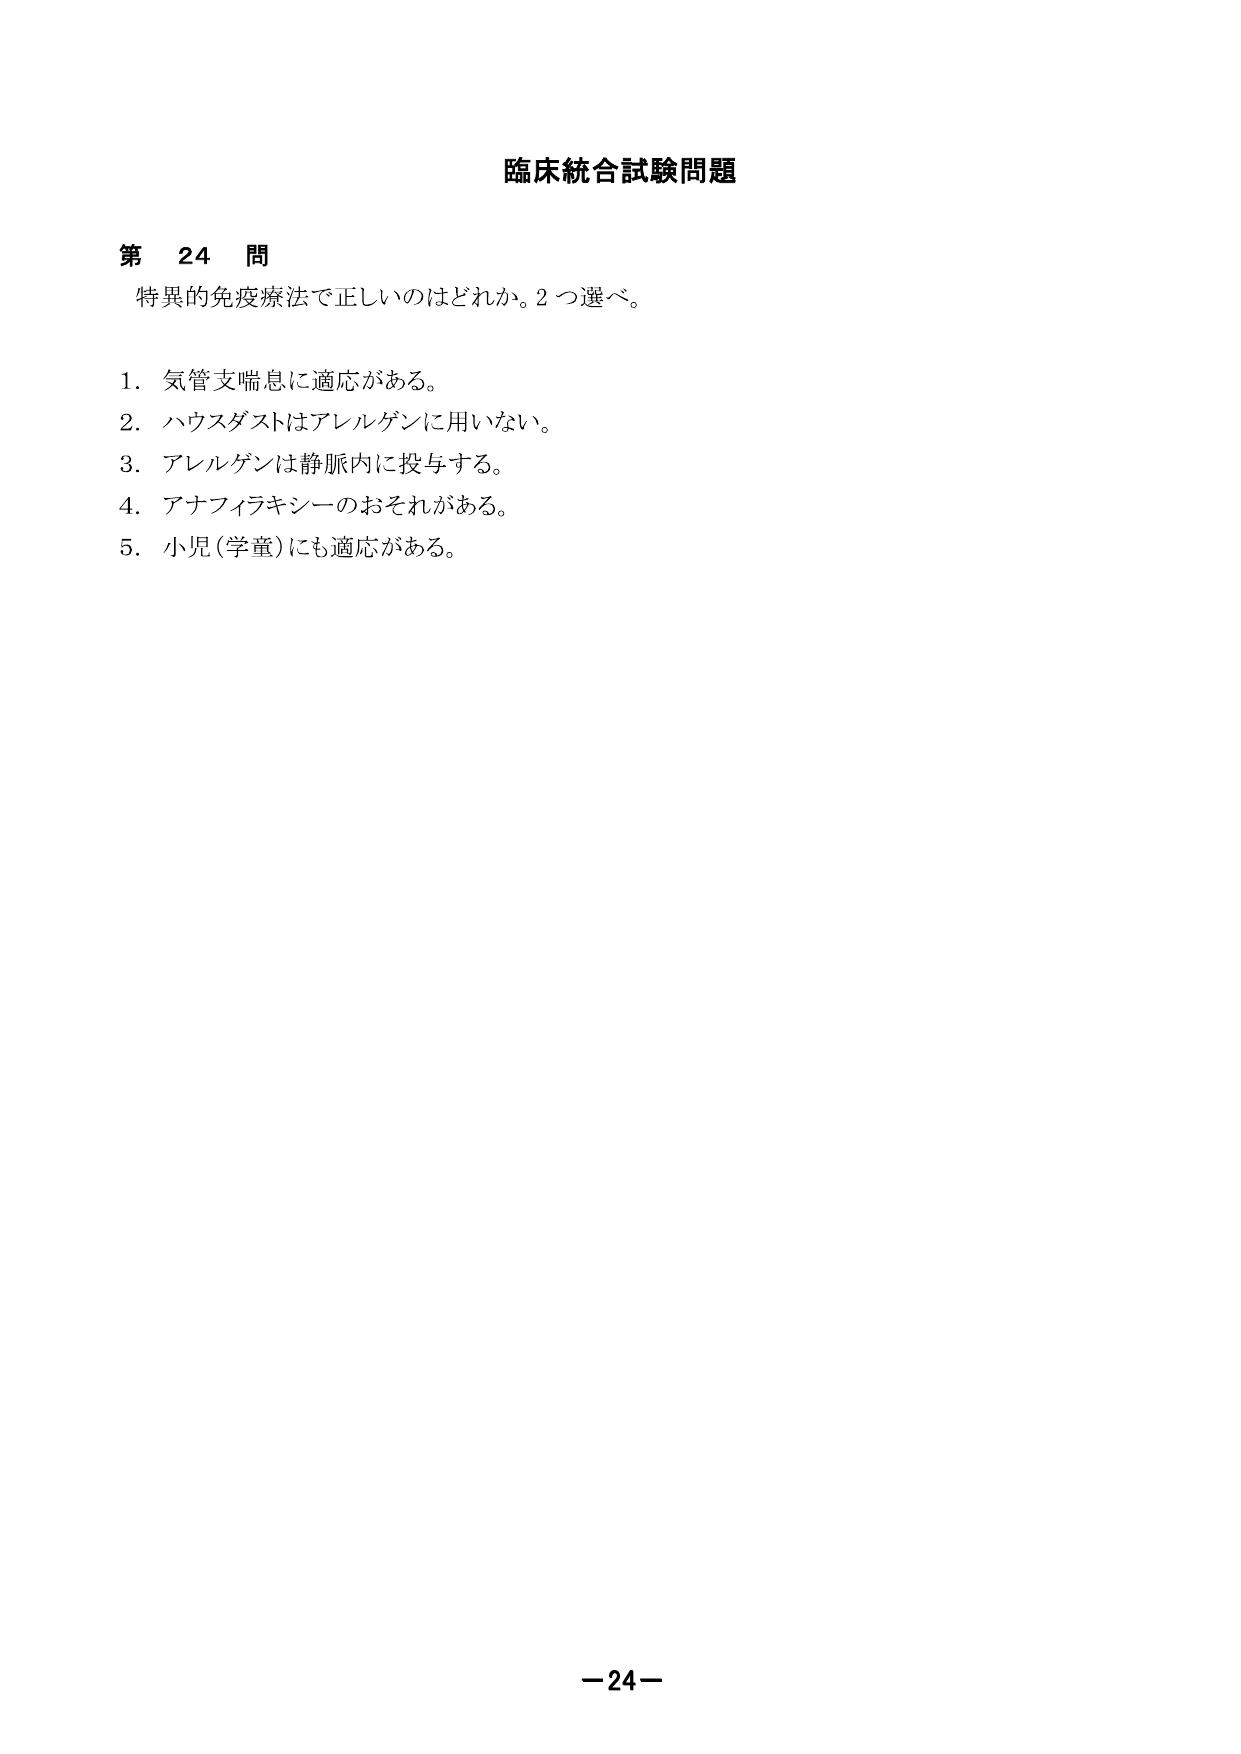 臨床統合試験問題
第 24 問
特異的免疫療法で正しいのはどれか。2 つ選べ。
1. 気管支喘息に適応がある。
2. ハウスダストはアレルゲンに用いない。
3. アレルゲンは静脈内に投与する。
4. アナフィラキシーのおそれがある。
5. 小児(学童)にも適応がある。
－24－